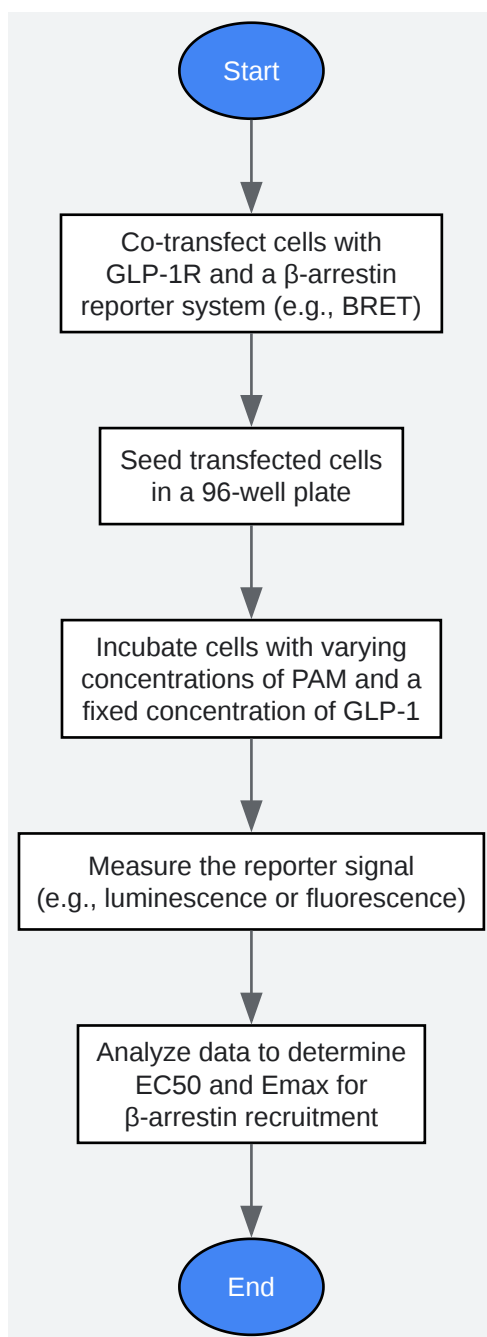 Start
Co-transfect cells with
GLP-1R and a β-arrestin
reporter system (e.g., BRET)
Seed transfected cells
in a 96-well plate
Incubate cells with varying
concentrations of PAM and a
fixed concentration of GLP-1
Measure the reporter signal
(e.g., luminescence or fluorescence)
Analyze data to determine
EC50 and Emax for
β-arrestin recruitment
End